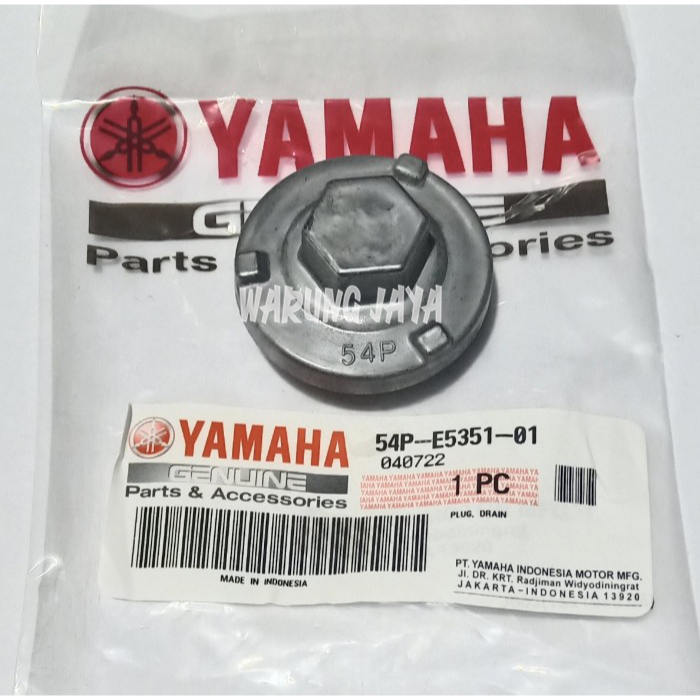 YAMAHA
GENUINE
Parts ories
WARUNG JAYA
54P
YAMAHA
GENUINE
Parts & Accessories
54P-E5351-01
040722
1 PC
PLUG, DRAIN
MADE IN INDONESIA
PT. YAMAHA INDONESIA MOTOR MFG.
Jl. DR. KRT. Radjiman Widyodiningrat
JAKARTA-INDONESIA 13920